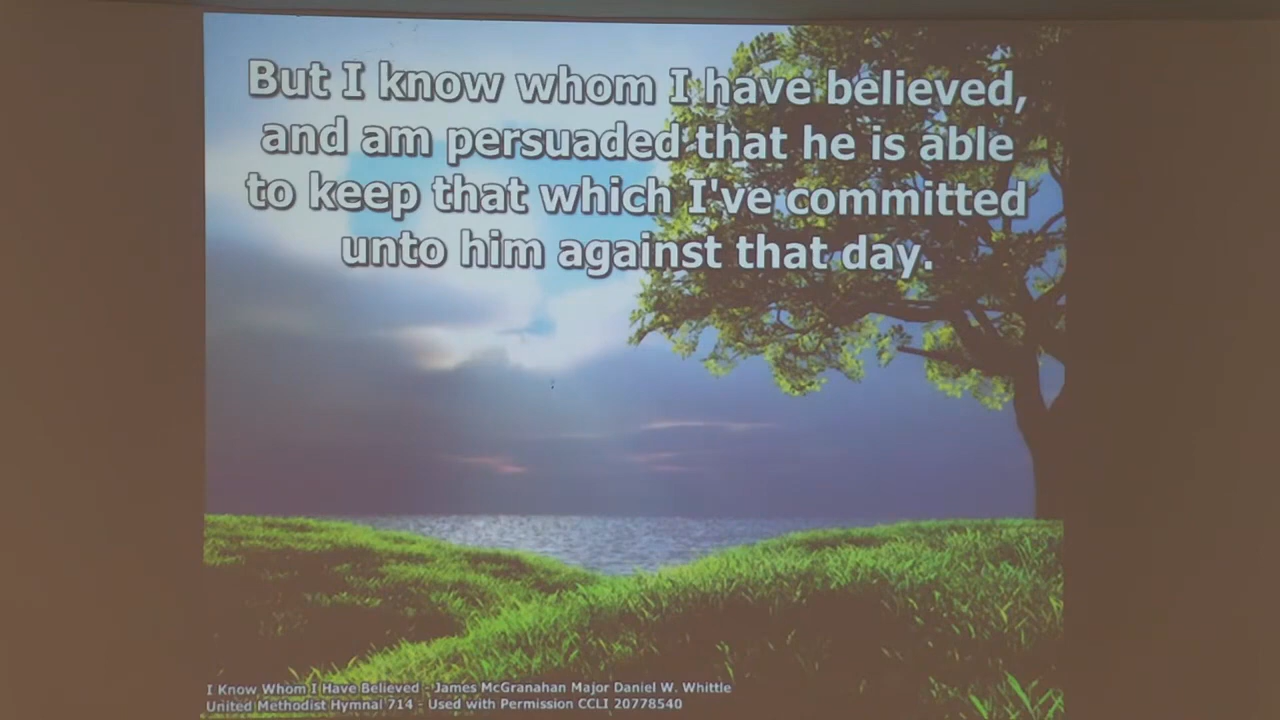 But I know whom I have believed,
and am persuaded that he is able
to keep that which I've committed
unto him against that day.
I Know Whom I Have Believed - James McGranahan Major Daniel W. Whittle
United Methodist Hymnal 714 - Used with Permission CCLI 20778540